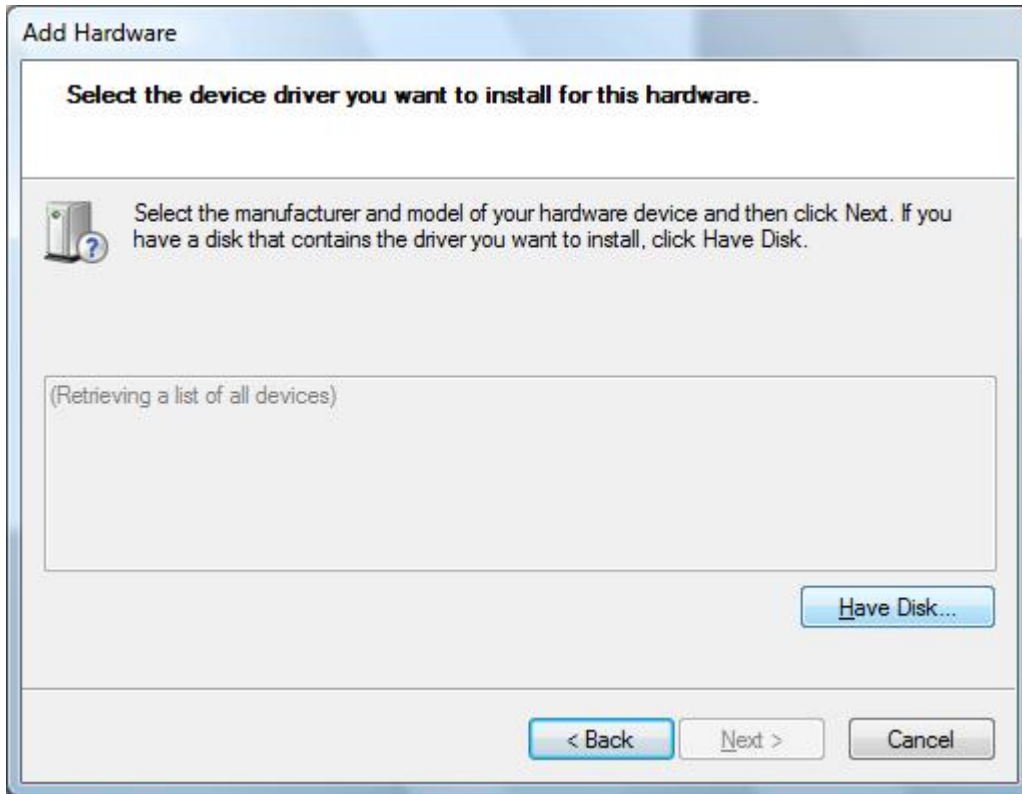 Add Hardware
Select the device driver you want to install for this hardware.
Select the manufacturer and model of your hardware device and then click Next. If you
have a disk that contains the driver you want to install, click Have Disk.
(Retrieving a list of all devices)
Have Disk...
< Back
Next >
Cancel